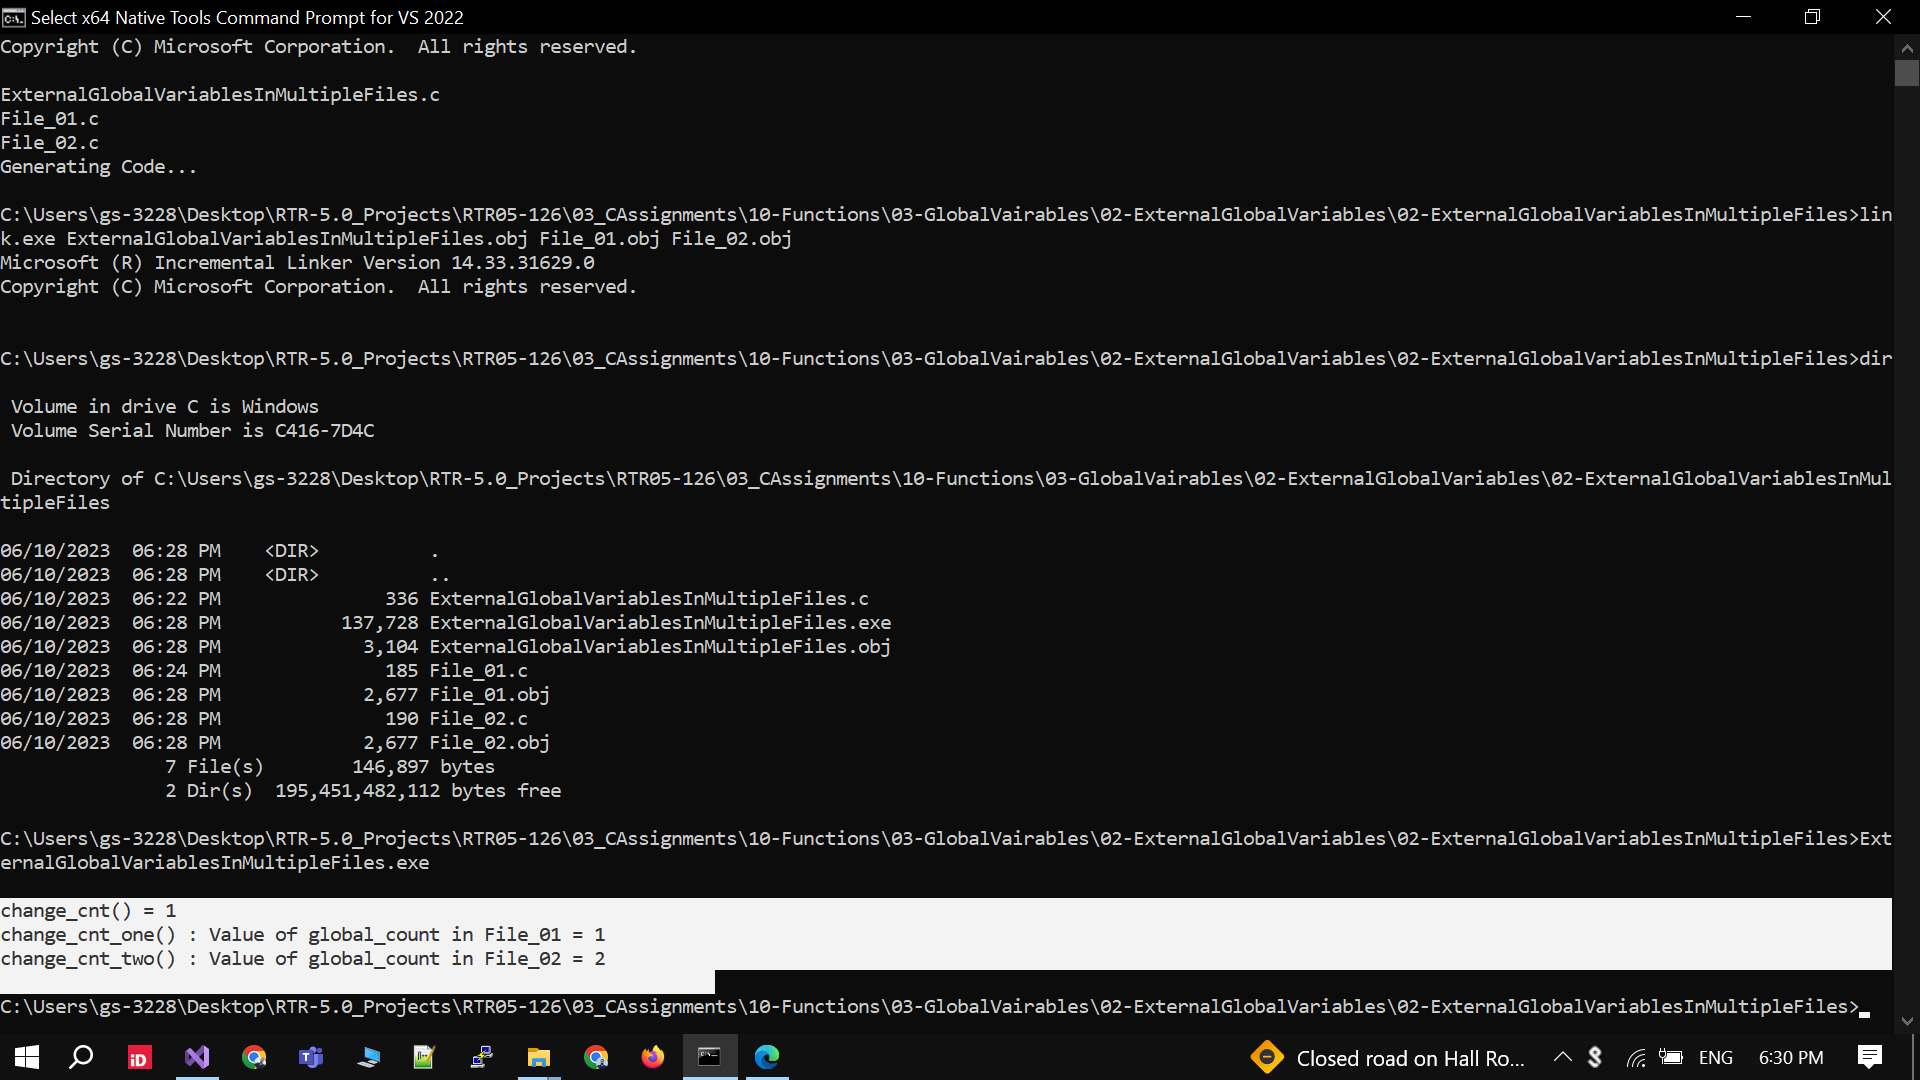 Select x64 Native Tools Command Prompt for VS 2022
Copyright (C) Microsoft Corporation.  All rights reserved.
ExternalGlobalVariablesInMultipleFiles.c
File_01.c
File_02.c
Generating Code...
C:\Users\gs-3228\Desktop\RTR-5.0_Projects\RTR05-126\03_CAssignments\10-Functions\03-GlobalVairables\02-ExternalGlobalVariables\02-ExternalGlobalVariablesInMultipleFiles>lin
k.exe ExternalGlobalVariablesInMultipleFiles.obj File_01.obj File_02.obj
Microsoft (R) Incremental Linker Version 14.33.31629.0
Copyright (C) Microsoft Corporation.  All rights reserved.
C:\Users\gs-3228\Desktop\RTR-5.0_Projects\RTR05-126\03_CAssignments\10-Functions\03-GlobalVairables\02-ExternalGlobalVariables\02-ExternalGlobalVariablesInMultipleFiles>dir
Volume in drive C is Windows
Volume Serial Number is C416-7D4C
Directory of C:\Users\gs-3228\Desktop\RTR-5.0_Projects\RTR05-126\03_CAssignments\10-Functions\03-GlobalVairables\02-ExternalGlobalVariables\02-ExternalGlobalVariablesInMul
tipleFiles
06/10/2023  06:28 PM    <DIR>          .
06/10/2023  06:28 PM    <DIR>          ..
06/10/2023  06:22 PM               336 ExternalGlobalVariablesInMultipleFiles.c
06/10/2023  06:28 PM           137,728 ExternalGlobalVariablesInMultipleFiles.exe
06/10/2023  06:28 PM             3,104 ExternalGlobalVariablesInMultipleFiles.obj
06/10/2023  06:24 PM               185 File_01.c
06/10/2023  06:28 PM             2,677 File_01.obj
06/10/2023  06:28 PM               190 File_02.c
06/10/2023  06:28 PM             2,677 File_02.obj
7 File(s)        146,897 bytes
2 Dir(s)  195,451,482,112 bytes free
C:\Users\gs-3228\Desktop\RTR-5.0_Projects\RTR05-126\03_CAssignments\10-Functions\03-GlobalVairables\02-ExternalGlobalVariables\02-ExternalGlobalVariablesInMultipleFiles>Ext
ernalGlobalVariablesInMultipleFiles.exe
change_cnt() = 1
change_cnt_one() : Value of global_count in File_01 = 1
change_cnt_two() : Value of global_count in File_02 = 2
C:\Users\gs-3228\Desktop\RTR-5.0_Projects\RTR05-126\03_CAssignments\10-Functions\03-GlobalVairables\02-ExternalGlobalVariables\02-ExternalGlobalVariablesInMultipleFiles>
iD
Closed road on Hall Ro...
ENG
6:30 PM